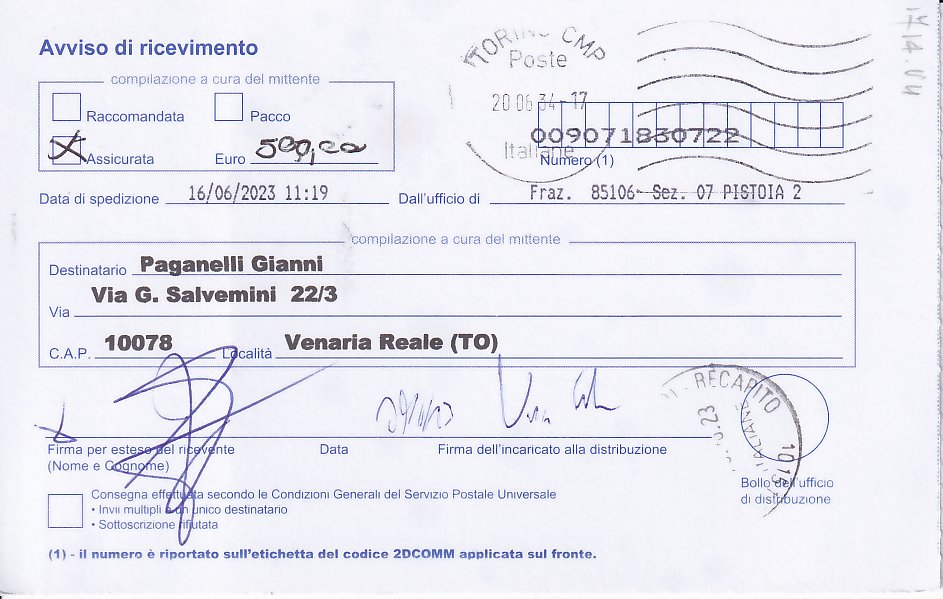 Avviso di ricevimento
compilazione a cura del mittente
Raccomandata
Pacco
Assicurata
Euro 500,00
TORINO CMP
Poste
20 06 34-17
Italiane
009071830722
Numero (1)
Data di spedizione 16/06/2023 11:19
Dall'ufficio di Fraz. 85106- Sez. 07 PISTOIA 2
compilazione a cura del mittente
Destinatario Paganelli Gianni
Via G. Salvemini 22/3
Via
C.A.P. 10078 Località Venaria Reale (TO)
RECAPITO
Firma per esteso del ricevente
(Nome e Cognome)
Data
Firma dell'incaricato alla distribuzione
Bollo dell'ufficio
di distribuzione
Consegna effettuata secondo le Condizioni Generali del Servizio Postale Universale
• Invii multipli a un unico destinatario
• Sottoscrizione rifiutata
(1) - il numero è riportato sull'etichetta del codice 2DCOMM applicata sul fronte.